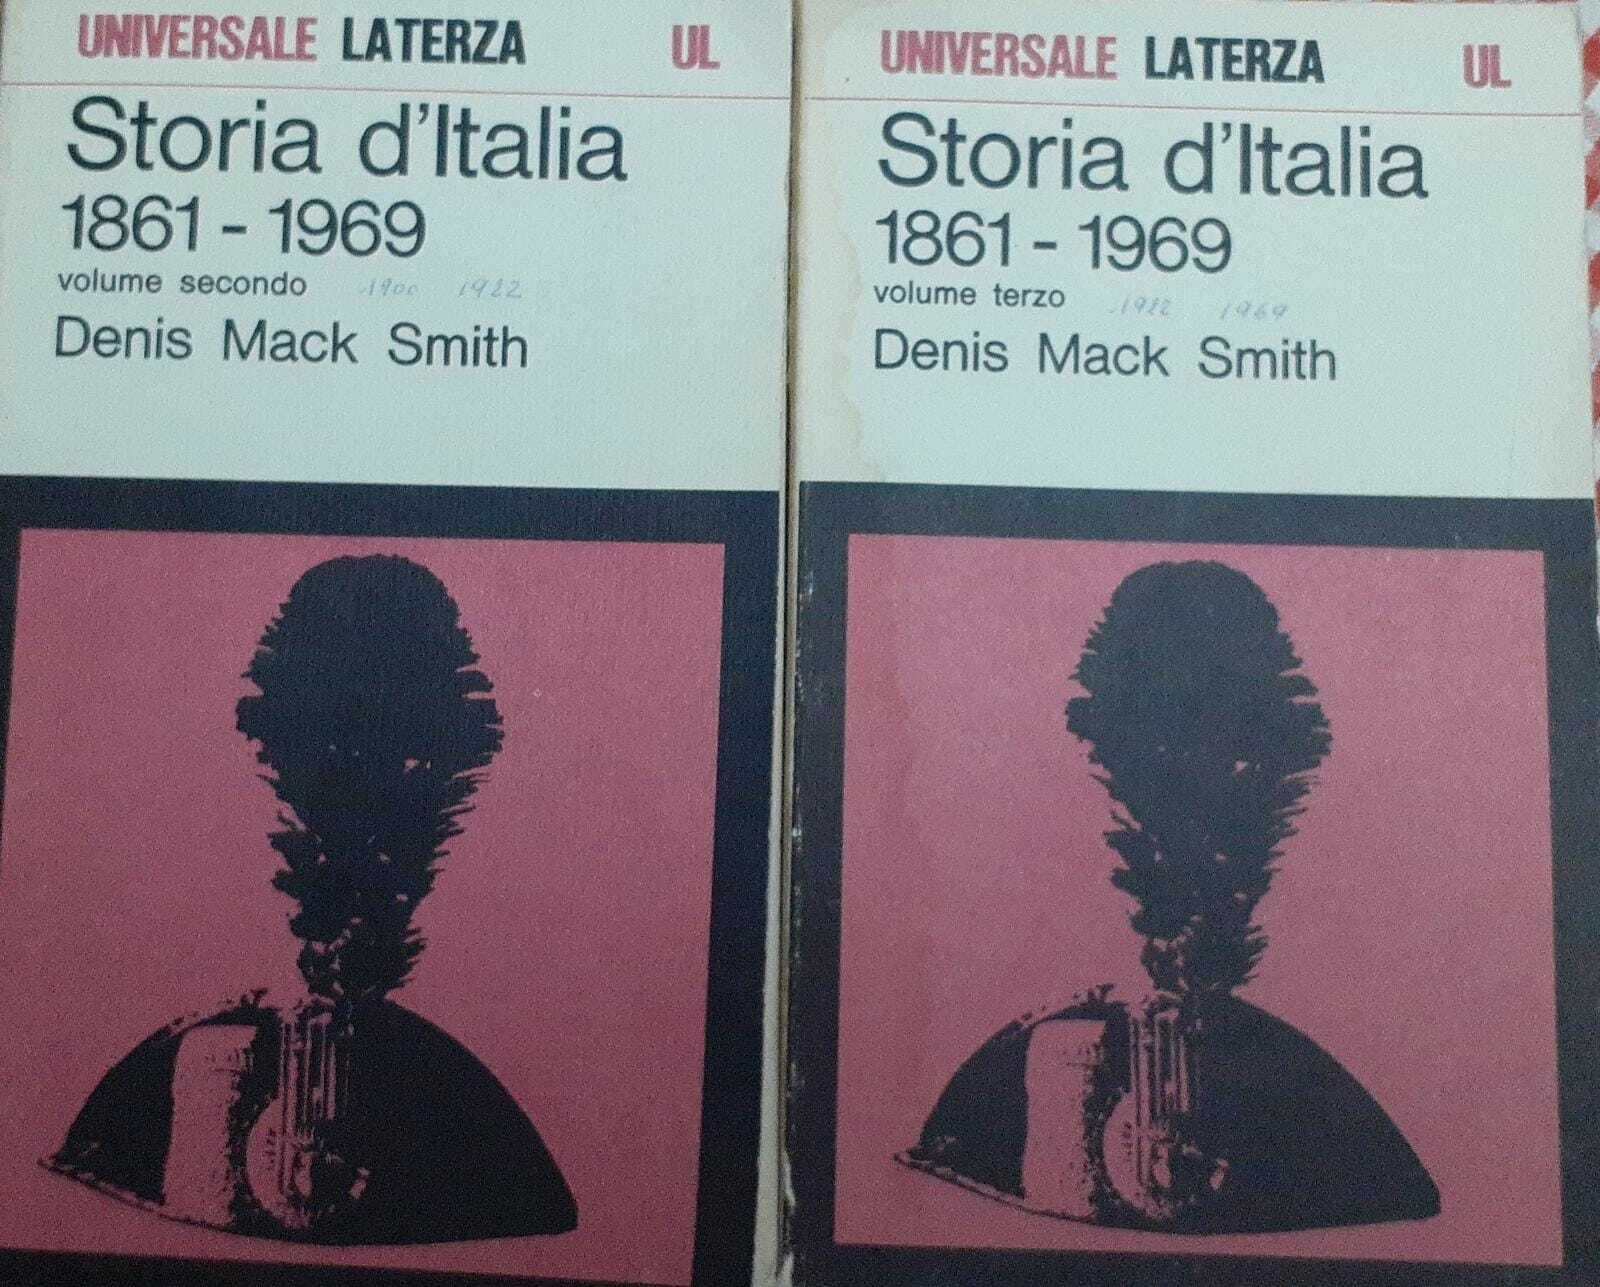 UNIVERSALE LATERZA UL
Storia d'Italia
1861-1969
volume secondo 1900 1922
Denis Mack Smith
UNIVERSALE LATERZA UL
Storia d'Italia
1861-1969
volume terzo 1922 1969
Denis Mack Smith